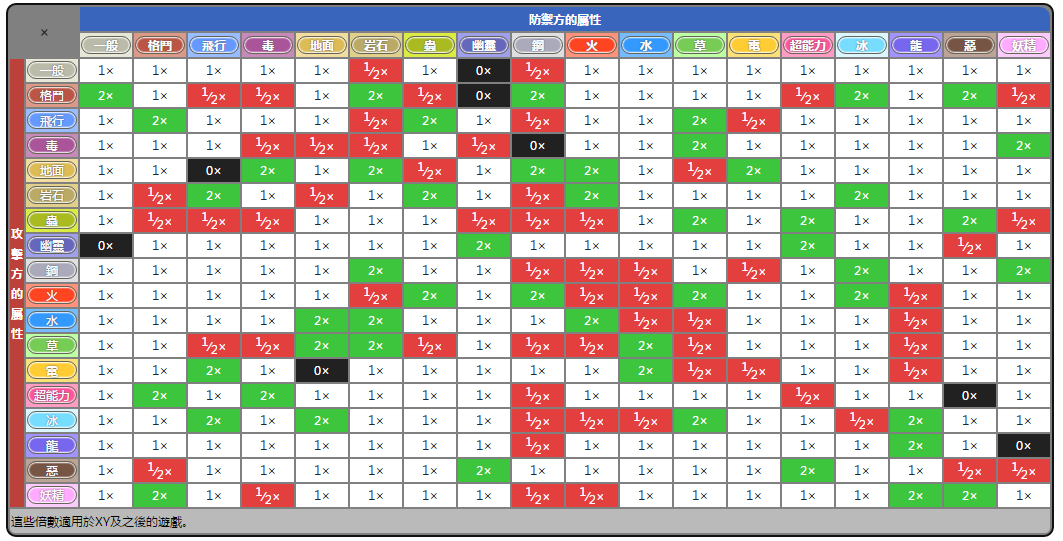 ×
防禦方的屬性
一般 格鬥 飛行 毒 地面 岩石 蟲 幽靈 鋼 火 水 草 電 超能力 冰 龍 惡 妖精
攻擊方的屬性
一般 1× 1× 1× 1× 1× ½× 1× 0× ½× 1× 1× 1× 1× 1× 1× 1× 1× 1×
格鬥 2× 1× ½× ½× 1× 2× ½× 0× 2× 1× 1× 1× 1× ½× 2× 1× 2× ½×
飛行 1× 2× 1× 1× 1× ½× 2× 1× ½× 1× 1× 2× ½× 1× 1× 1× 1× 1×
毒 1× 1× 1× ½× ½× ½× 1× ½× 0× 1× 1× 2× 1× 1× 1× 1× 1× 2×
地面 1× 1× 0× 2× 1× 2× ½× 1× 2× 2× 1× ½× 2× 1× 1× 1× 1× 1×
岩石 1× ½× 2× 1× ½× 1× 2× 1× ½× 2× 1× 1× 1× 1× 2× 1× 1× 1×
蟲 1× ½× ½× ½× 1× 1× 1× ½× ½× ½× 1× 2× 1× 2× 1× 1× 2× ½×
幽靈 0× 1× 1× 1× 1× 1× 1× 2× 1× 1× 1× 1× 1× 2× 1× 1× ½× 1×
鋼 1× 1× 1× 1× 1× 2× 1× 1× ½× ½× ½× 1× ½× 1× 2× 1× 1× 2×
火 1× 1× 1× 1× 1× ½× 2× 1× 2× ½× ½× 2× 1× 1× 2× ½× 1× 1×
水 1× 1× 1× 1× 2× 2× 1× 1× 1× 2× ½× ½× 1× 1× 1× ½× 1× 1×
草 1× 1× ½× ½× 2× 2× ½× 1× ½× ½× 2× ½× 1× 1× 1× ½× 1× 1×
電 1× 1× 2× 1× 0× 1× 1× 1× 1× 1× 2× ½× ½× 1× 1× ½× 1× 1×
超能力 1× 2× 1× 2× 1× 1× 1× 1× ½× 1× 1× 1× 1× ½× 1× 1× 0× 1×
冰 1× 1× 2× 1× 2× 1× 1× 1× ½× ½× ½× 2× 1× 1× ½× 2× 1× 1×
龍 1× 1× 1× 1× 1× 1× 1× 1× ½× 1× 1× 1× 1× 1× 1× 2× 1× 0×
惡 1× ½× 1× 1× 1× 1× 1× 2× 1× 1× 1× 1× 1× 2× 1× 1× ½× ½×
妖精 1× 2× 1× ½× 1× 1× 1× 1× ½× ½× 1× 1× 1× 1× 1× 2× 2× 1×
這些倍數適用於XY及之後的遊戲。